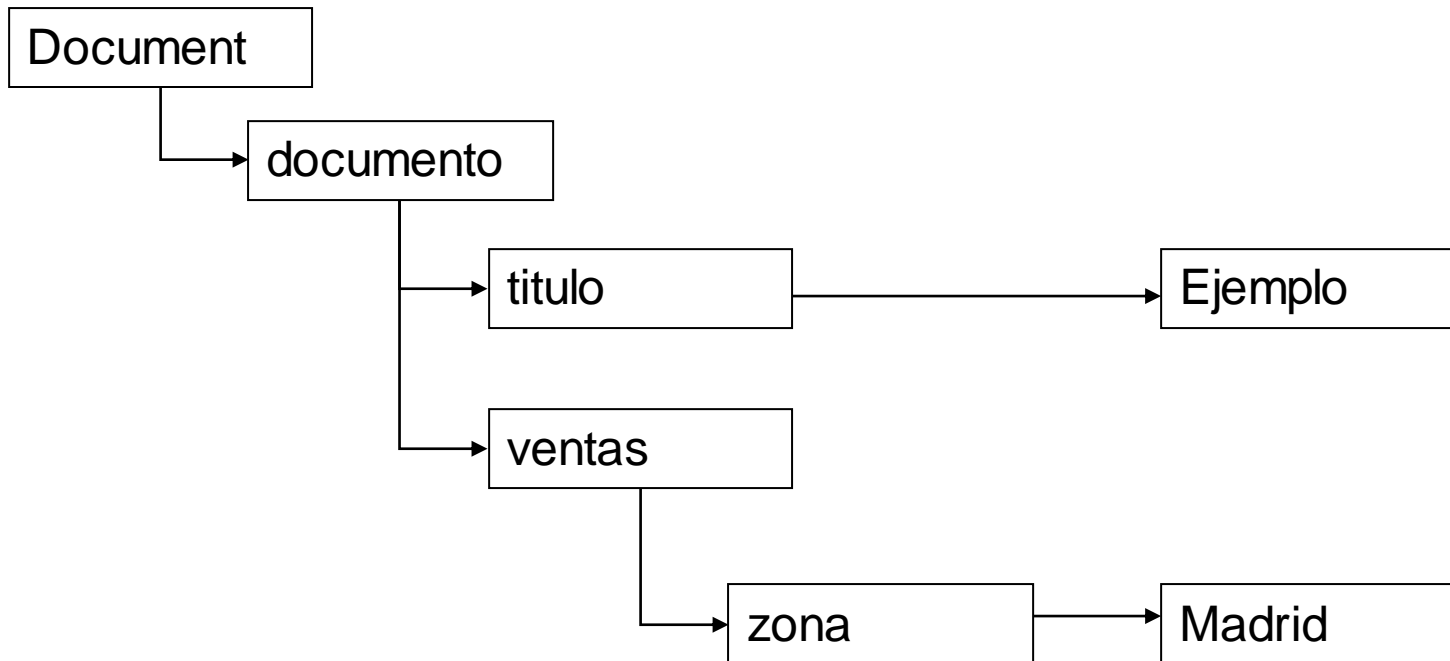 Document
documento
titulo
Ejemplo
ventas
zona
Madrid